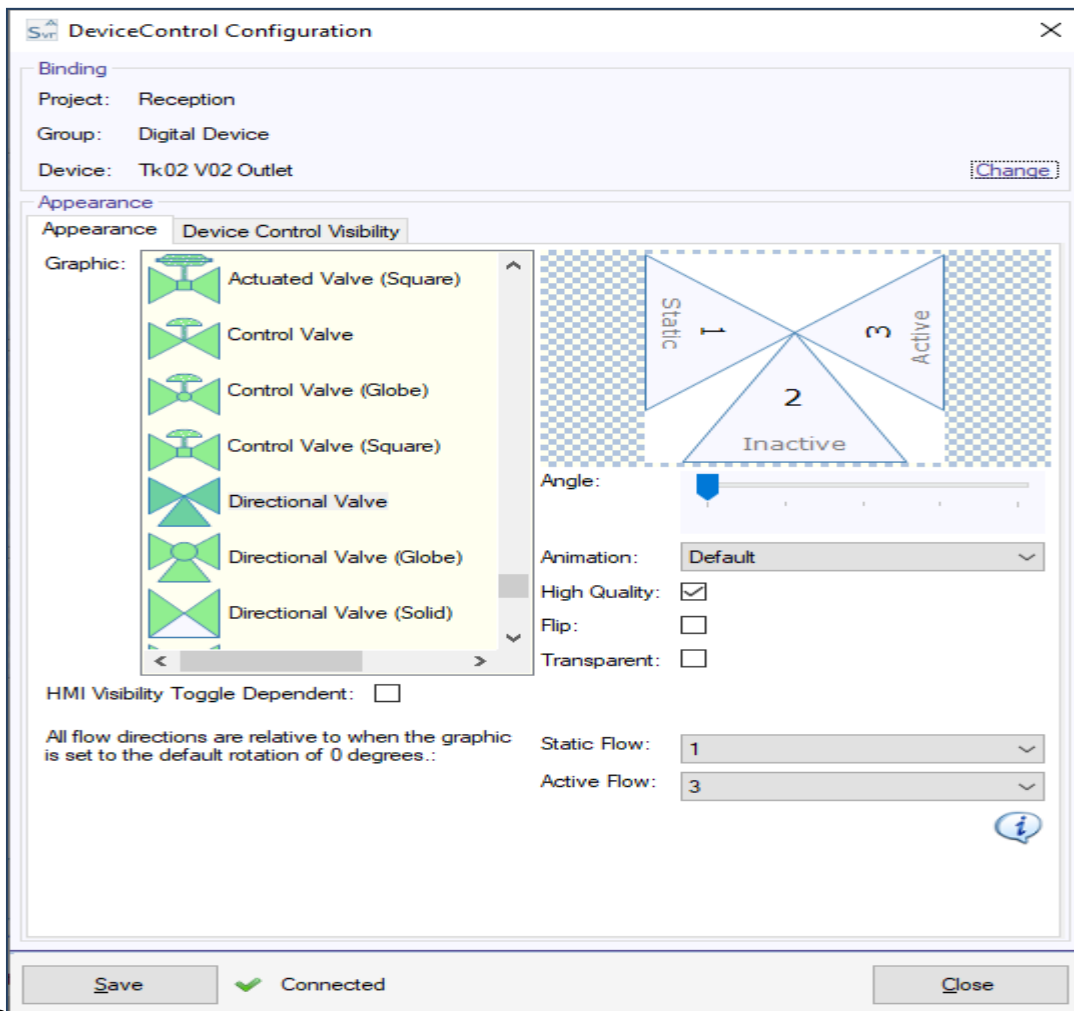 Svr DeviceControl Configuration
Binding
Project: Reception
Group: Digital Device
Device: Tk02 V02 Outlet Change
Appearance
Appearance Device Control Visibility
Graphic:
Actuated Valve (Square)
Control Valve
Control Valve (Globe)
Control Valve (Square)
Directional Valve
Directional Valve (Globe)
Directional Valve (Solid)
Static 1
3 Active
2
Inactive
Angle:
Animation: Default
High Quality:
Flip:
Transparent:
HMI Visibility Toggle Dependent:
All flow directions are relative to when the graphic
is set to the default rotation of 0 degrees.:
Static Flow: 1
Active Flow: 3
i
Save Connected Close